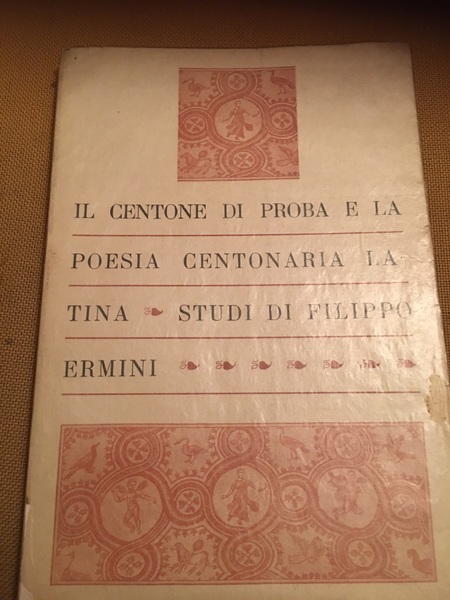 IL CENTONE DI PROBA E LA
POESIA CENTONARIA LA-
TINA ❧ STUDI DI FILIPPO
ERMINI ❧ ❧ ❧ ❧ ❧ ❧ ❧